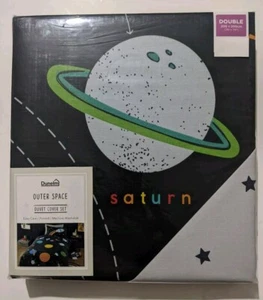 DOUBLE
Dunelm
OUTER SPACE
DUVET COVER SET
saturn